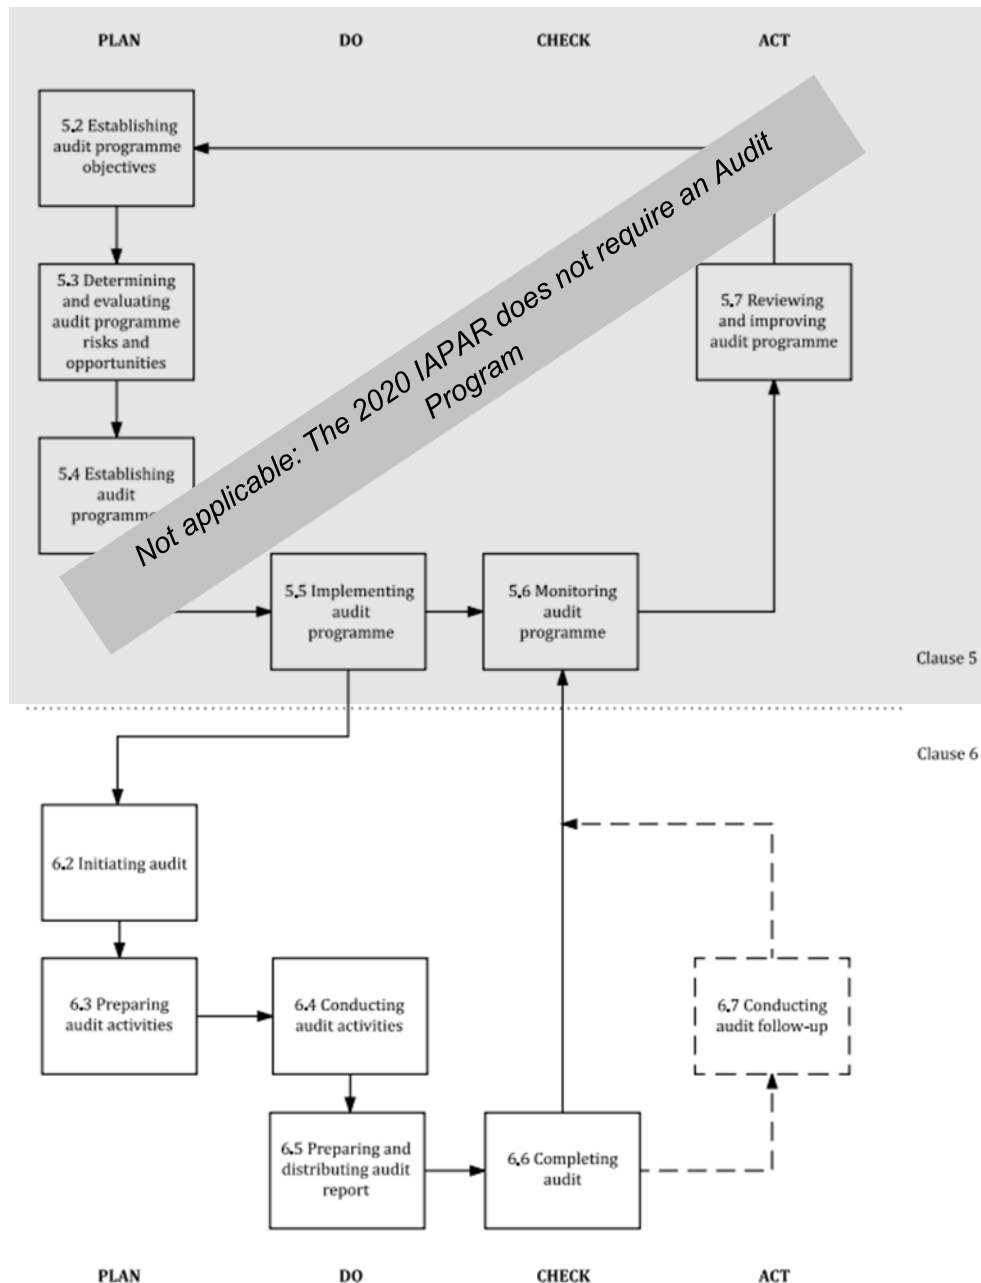 PLAN DO CHECK ACT
5.2 Establishing
audit programme
objectives
5.3 Determining
and evaluating
audit programme
risks and
opportunities
5.4 Establishing
audit
programme
Not applicable: The 2020 IAPAR does not require an Audit
Program
5.7 Reviewing
and improving
audit programme
5.5 Implementing
audit
programme
5.6 Monitoring
audit
programme
Clause 5
Clause 6
6.2 Initiating audit
6.3 Preparing
audit activities
6.4 Conducting
audit activities
6.7 Conducting
audit follow-up
6.5 Preparing and
distributing audit
report
6.6 Completing
audit
PLAN DO CHECK ACT